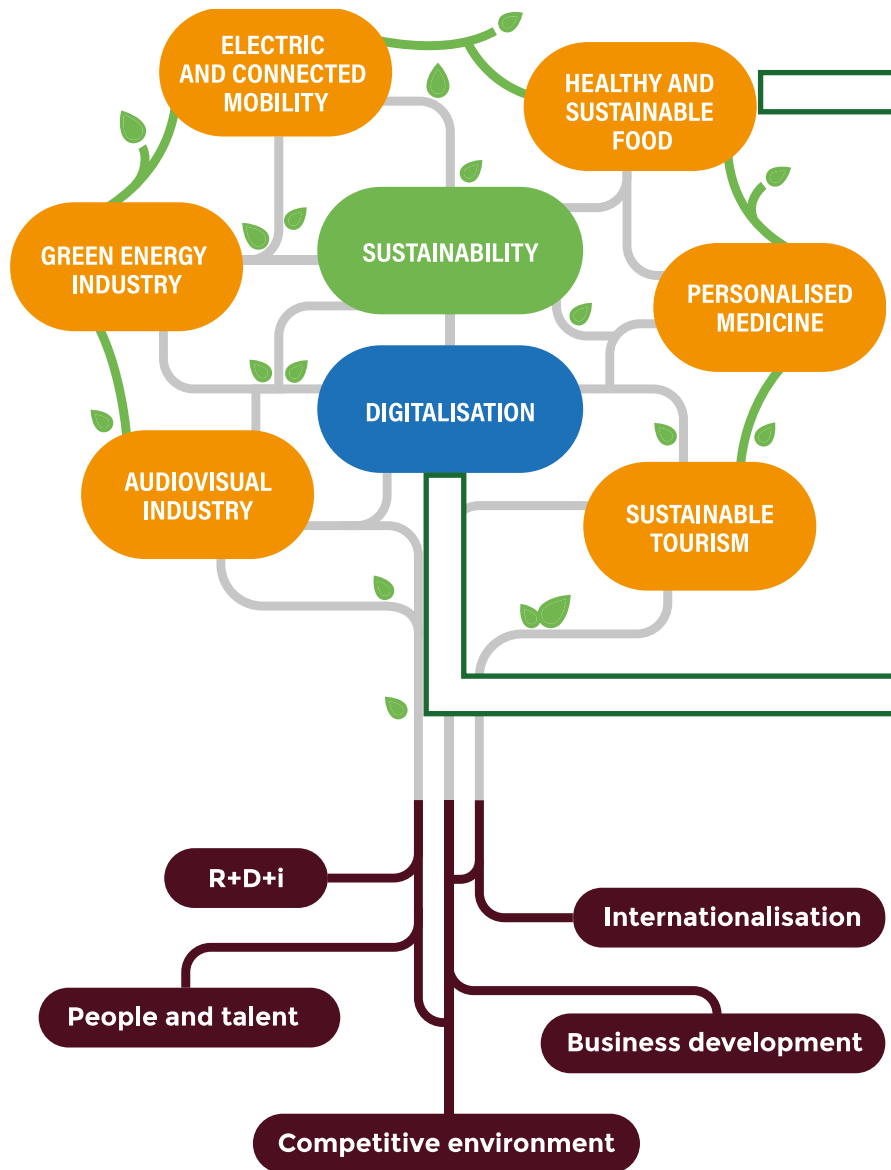 ELECTRIC
AND CONNECTED
MOBILITY
HEALTHY AND
SUSTAINABLE
FOOD
GREEN ENERGY
INDUSTRY
SUSTAINABILITY
PERSONALISED
MEDICINE
DIGITALISATION
AUDIOVISUAL
INDUSTRY
SUSTAINABLE
TOURISM
R+D+i
Internationalisation
People and talent
Business development
Competitive environment